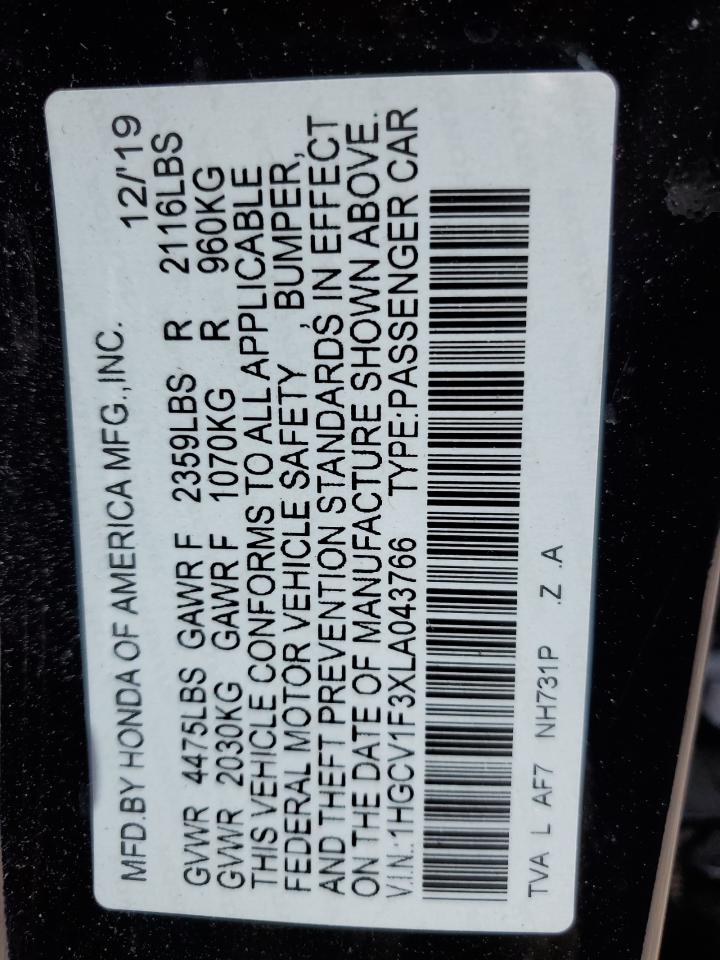 MFD.BY HONDA OF AMERICA MFG.,INC. 12/'19
GVWR 4475LBS GAWR F 2359LBS R 2116LBS
GVWR 2030KG GAWR F 1070KG R 960KG
THIS VEHICLE CONFORMS TO ALL APPLICABLE
FEDERAL MOTOR VEHICLE SAFETY, BUMPER,
AND THEFT PREVENTION STANDARDS IN EFFECT
ON THE DATE OF MANUFACTURE SHOWN ABOVE.
V.I.N.:1HGCV1F3XLA043766 TYPE:PASSENGER CAR
TVA L AF7 NH731P .Z .A